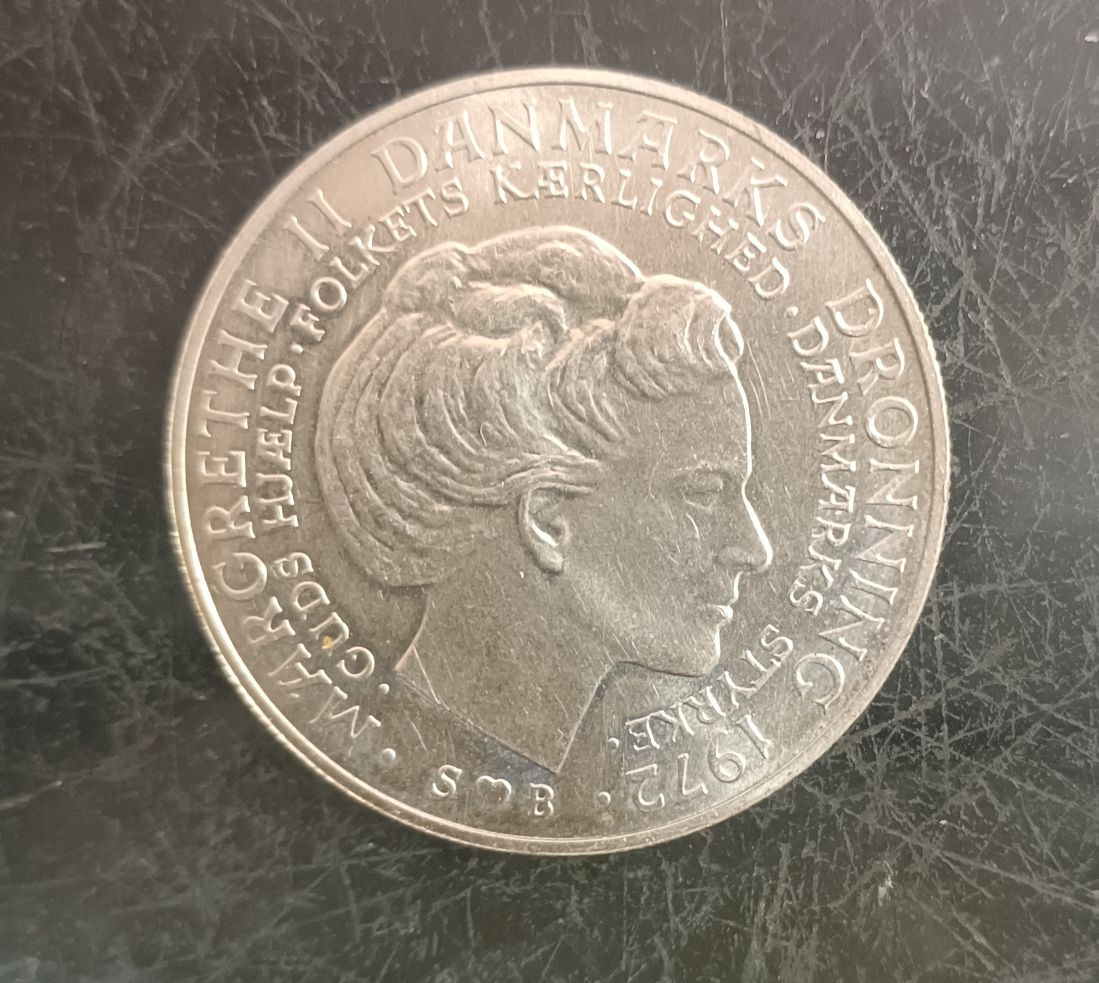 MARGRETHE II DANMARKS DRONNING 1972 ·
· GUDS HJÆLP · FOLKETS KÆRLIGHED · DANMARKS STYRKE ·
S ♥ B ·